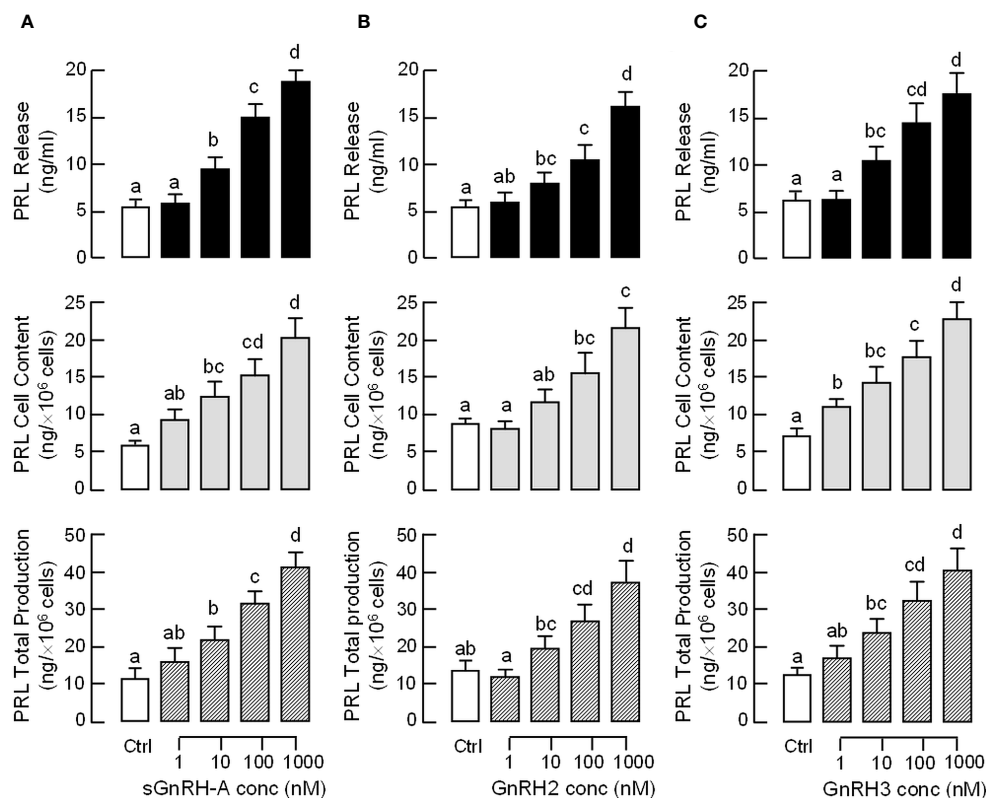 A
B
C
PRL Release
(ng/ml)
20
15
10
5
0
a
a
b
c
d
PRL Release
(ng/ml)
20
15
10
5
0
a
ab
bc
c
d
PRL Release
(ng/ml)
20
15
10
5
0
a
a
bc
cd
d
PRL Cell Content
(ng/×10⁶ cells)
25
20
15
10
5
0
a
ab
bc
cd
d
PRL Cell Content
(ng/×10⁶ cells)
25
20
15
10
5
0
a
a
ab
bc
c
PRL Cell Content
(ng/×10⁶ cells)
25
20
15
10
5
0
a
b
bc
c
d
PRL Total Production
(ng/×10⁶ cells)
50
40
30
20
10
0
a
ab
b
c
d
Ctrl
1 10 100 1000
sGnRH-A conc (nM)
PRL Total production
(ng/×10⁶ cells)
50
40
30
20
10
0
ab
a
bc
cd
d
Ctrl
1 10 100 1000
GnRH2 conc (nM)
PRL Total Production
(ng/×10⁶ cells)
50
40
30
20
10
0
a
ab
bc
cd
d
Ctrl
1 10 100 1000
GnRH3 conc (nM)